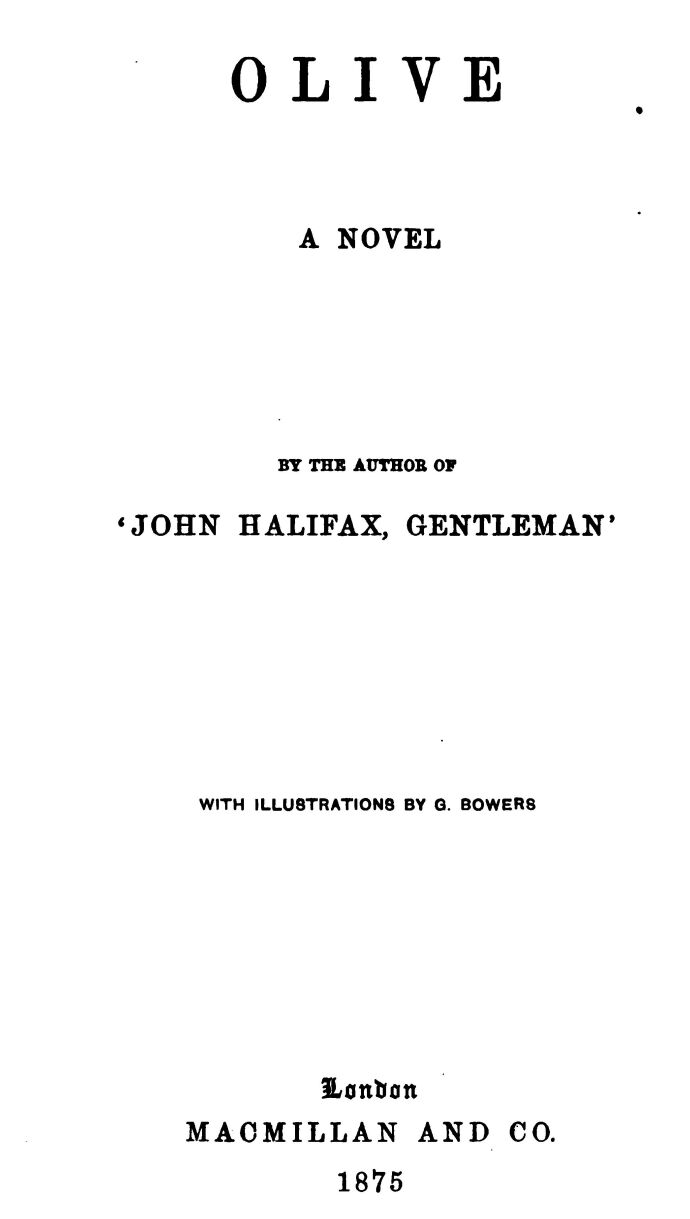 OLIVE
A NOVEL
BY THE AUTHOR OF
‘JOHN HALIFAX, GENTLEMAN’
WITH ILLUSTRATIONS BY G. BOWERS
London
MACMILLAN AND CO.
1875